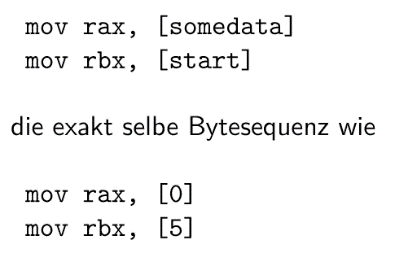 mov rax, [somedata]
mov rbx, [start]
die exakt selbe Bytesequenz wie
mov rax, [0]
mov rbx, [5]